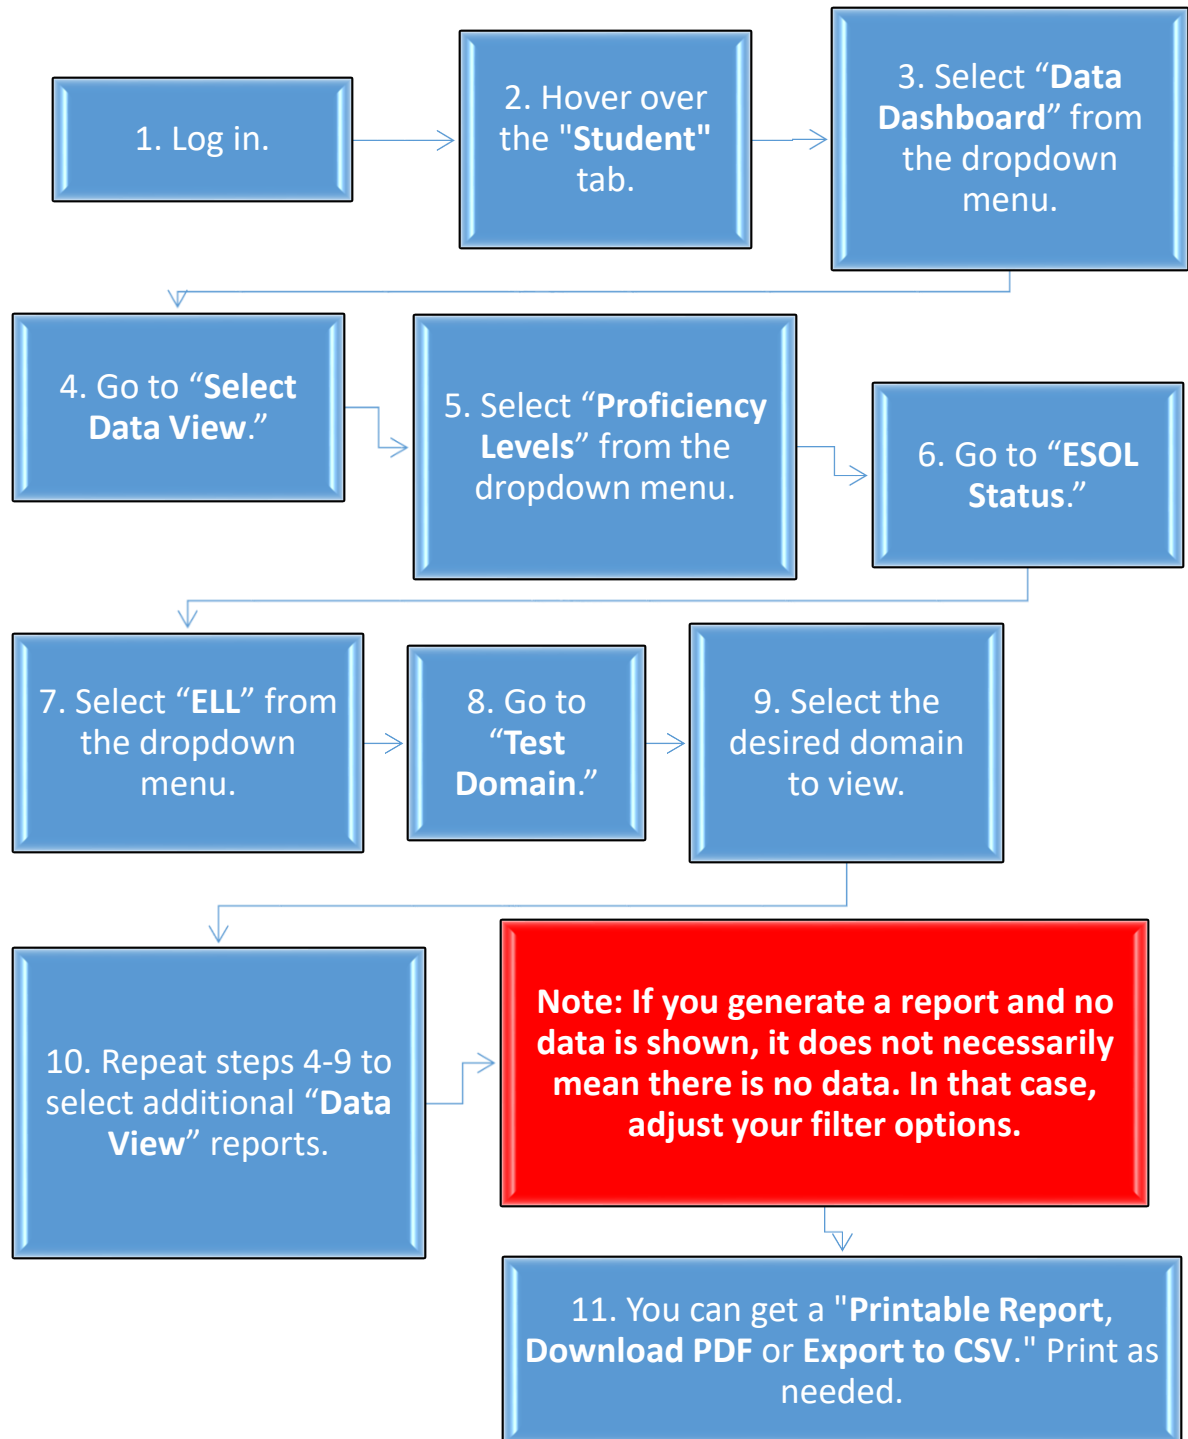 1. Log in.
2. Hover over
the "Student"
tab.
3. Select “Data
Dashboard” from
the dropdown
menu.
4. Go to “Select
Data View.”
5. Select “Proficiency
Levels” from the
dropdown menu.
6. Go to “ESOL
Status.”
7. Select “ELL” from
the dropdown
menu.
8. Go to
“Test
Domain.”
9. Select the
desired domain
to view.
10. Repeat steps 4-9 to
select additional “Data
View” reports.
Note: If you generate a report and no
data is shown, it does not necessarily
mean there is no data. In that case,
adjust your filter options.
11. You can get a "Printable Report,
Download PDF or Export to CSV." Print as
needed.